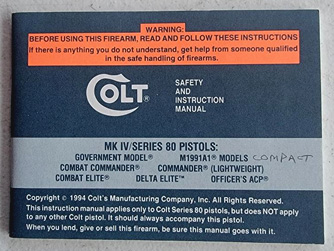 WARNING:
BEFORE USING THIS FIREARM, READ AND FOLLOW THESE INSTRUCTIONS
If there is anything you do not understand, get help from someone qualified
in the safe handling of firearms.
COLT®
SAFETY
AND
INSTRUCTION
MANUAL
MK IV/SERIES 80 PISTOLS:
GOVERNMENT MODEL® M1991A1® MODELS COMPACT
COMBAT COMMANDER® COMMANDER® (LIGHTWEIGHT)
COMBAT ELITE® DELTA ELITE™ OFFICER'S ACP®
Copyright © 1994 Colt's Manufacturing Company, Inc. All Rights Reserved.
This instruction manual applies only to Colt Series 80 pistols, but does NOT apply
to any other Colt pistol. It should always accompany this pistol.
When you lend, give or sell this firearm, be sure this manual goes with it.